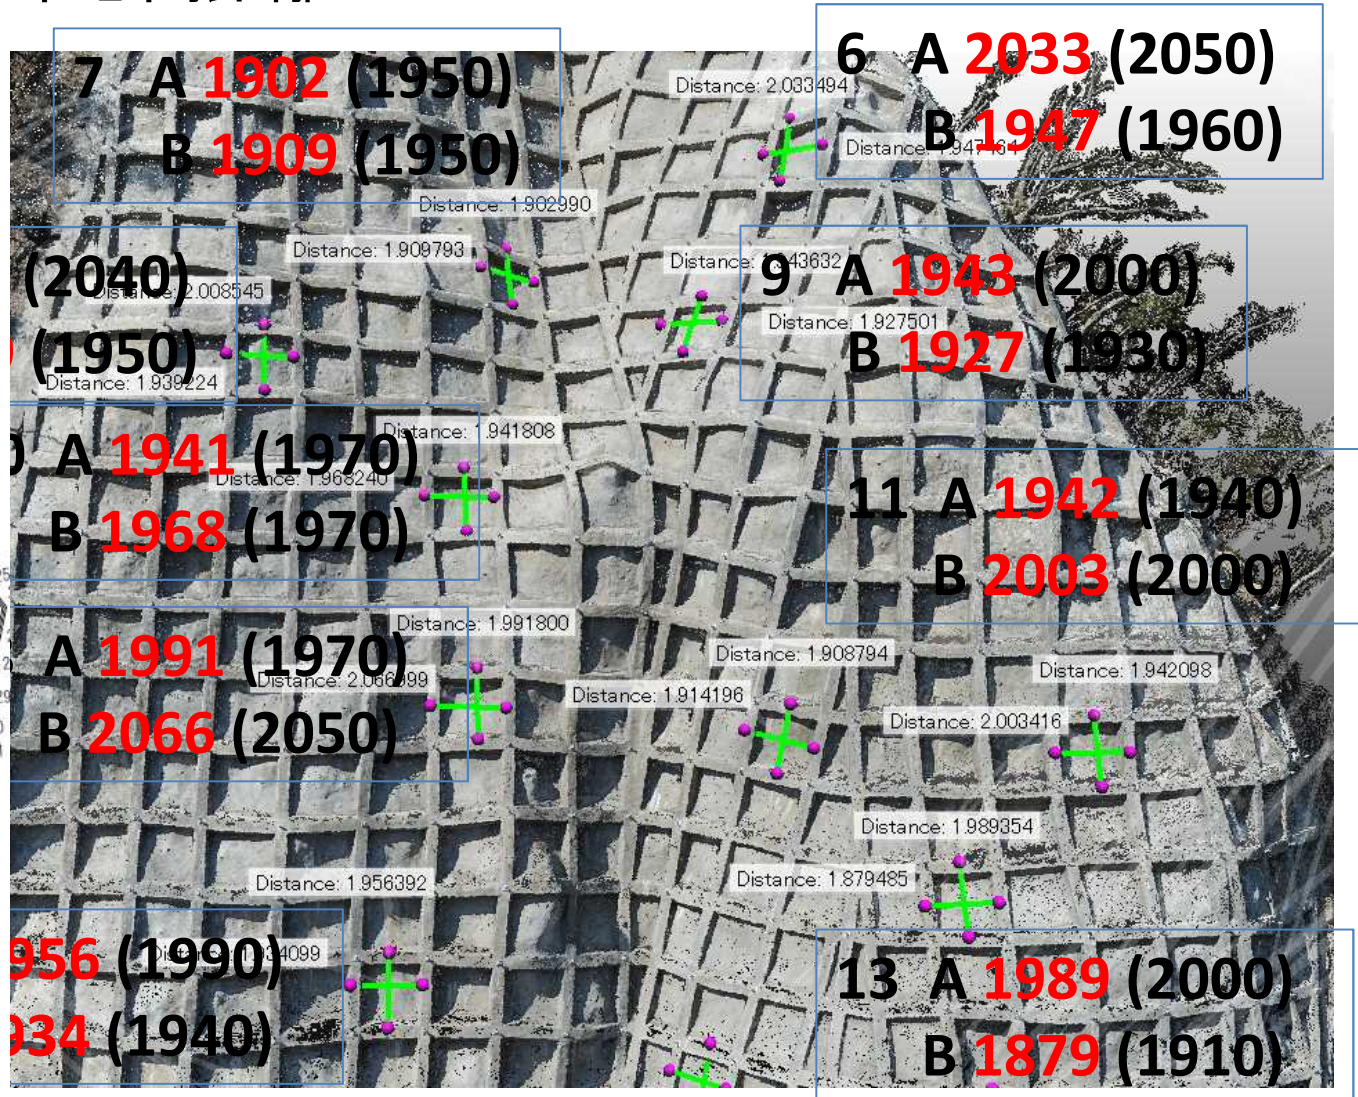 7 A 1902 (1950)
B 1909 (1950)
6 A 2033 (2050)
B 1947 (1960)
Distance: 2.033494
Distance: 1.947464
Distance: 1.902990
Distance: 1.909793
(2040)
Distance: 2.008545
(1950)
Distance: 1.939224
9 A 1943 (2000)
B 1927 (1930)
Distance: 1.943632
Distance: 1.927501
A 1941 (1970)
B 1968 (1970)
Distance: 1.941808
Distance: 1.968240
11 A 1942 (1940)
B 2003 (2000)
A 1991 (1970)
B 2066 (2050)
Distance: 1.991800
Distance: 1.908794
Distance: 1.914196
Distance: 1.942098
Distance: 2.003416
Distance: 1.989354
Distance: 1.879485
Distance: 1.956392
956 (1990)
934 (1940)
13 A 1989 (2000)
B 1879 (1910)